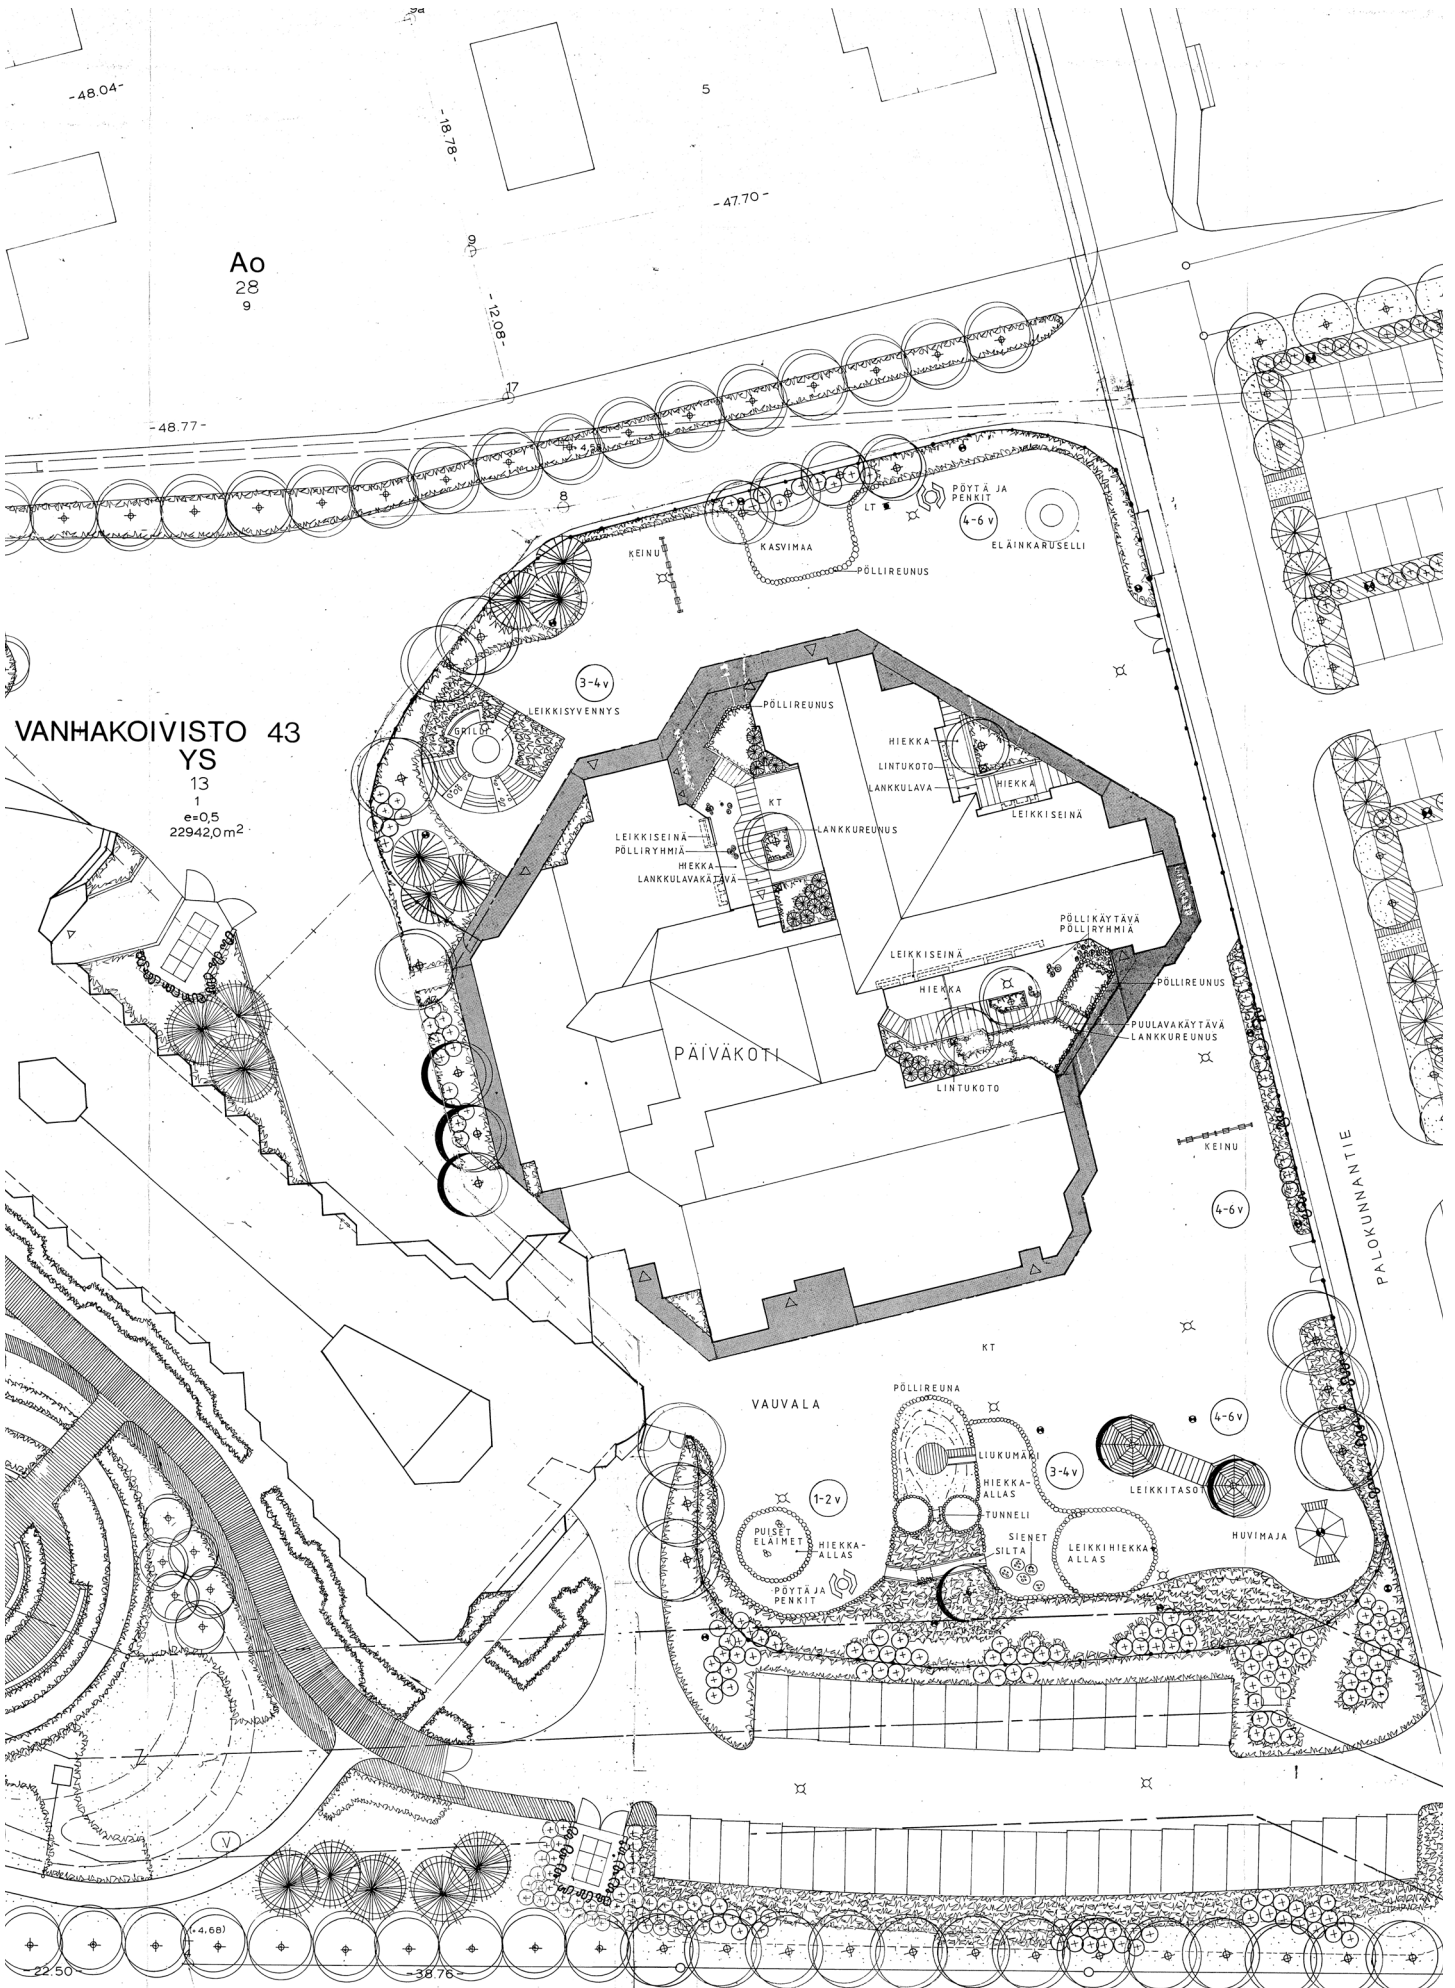 9a
-48.04-
-18.78-
5
-47.70-
9
Ao
28
9
-12.08-
17
-48.77-
8
KEINU
KASVIMAA
LT
PÖYTÄ JA
PENKIT
4-6 v
ELÄINKARUSELLI
PÖLLIREUNUS
3-4 v
LEIKKISYVENNYS
GRILLI
PÖLLIREUNUS
VANHAKOIVISTO 43
YS
13
1
e=0,5
22942,0 m²
HIEKKA
LINTUKOTO
LANKKULAVA
HIEKKA
LEIKKISEINÄ
KT
LANKKUREUNUS
LEIKKISEINÄ
PÖLLIRYHMIÄ
HIEKKA
LANKKULAVAKÄYTÄVÄ
PÖLLIKÄYTÄVÄ
PÖLLIRYHMIÄ
LEIKKISEINÄ
HIEKKA
PÖLLIREUNUS
PUULAVAKÄYTÄVÄ
LANKKUREUNUS
LINTUKOTO
PÄIVÄKOTI
KEINU
4-6 v
PALOKUNNANTIE
KT
VAUVALA
PÖLLIREUNA
4-6 v
LIUKUMÄKI
3-4 v
HIEKKA-
ALLAS
LEIKKITASOT
1-2 v
TUNNELI
PUISET
ELÄIMET
HIEKKA-
ALLAS
SIENET
SILTA
LEIKKIHIEKKA
ALLAS
HUVIMAJA
PÖYTÄ JA
PENKIT
V
(+4.68)
-22.50-
-38.76-